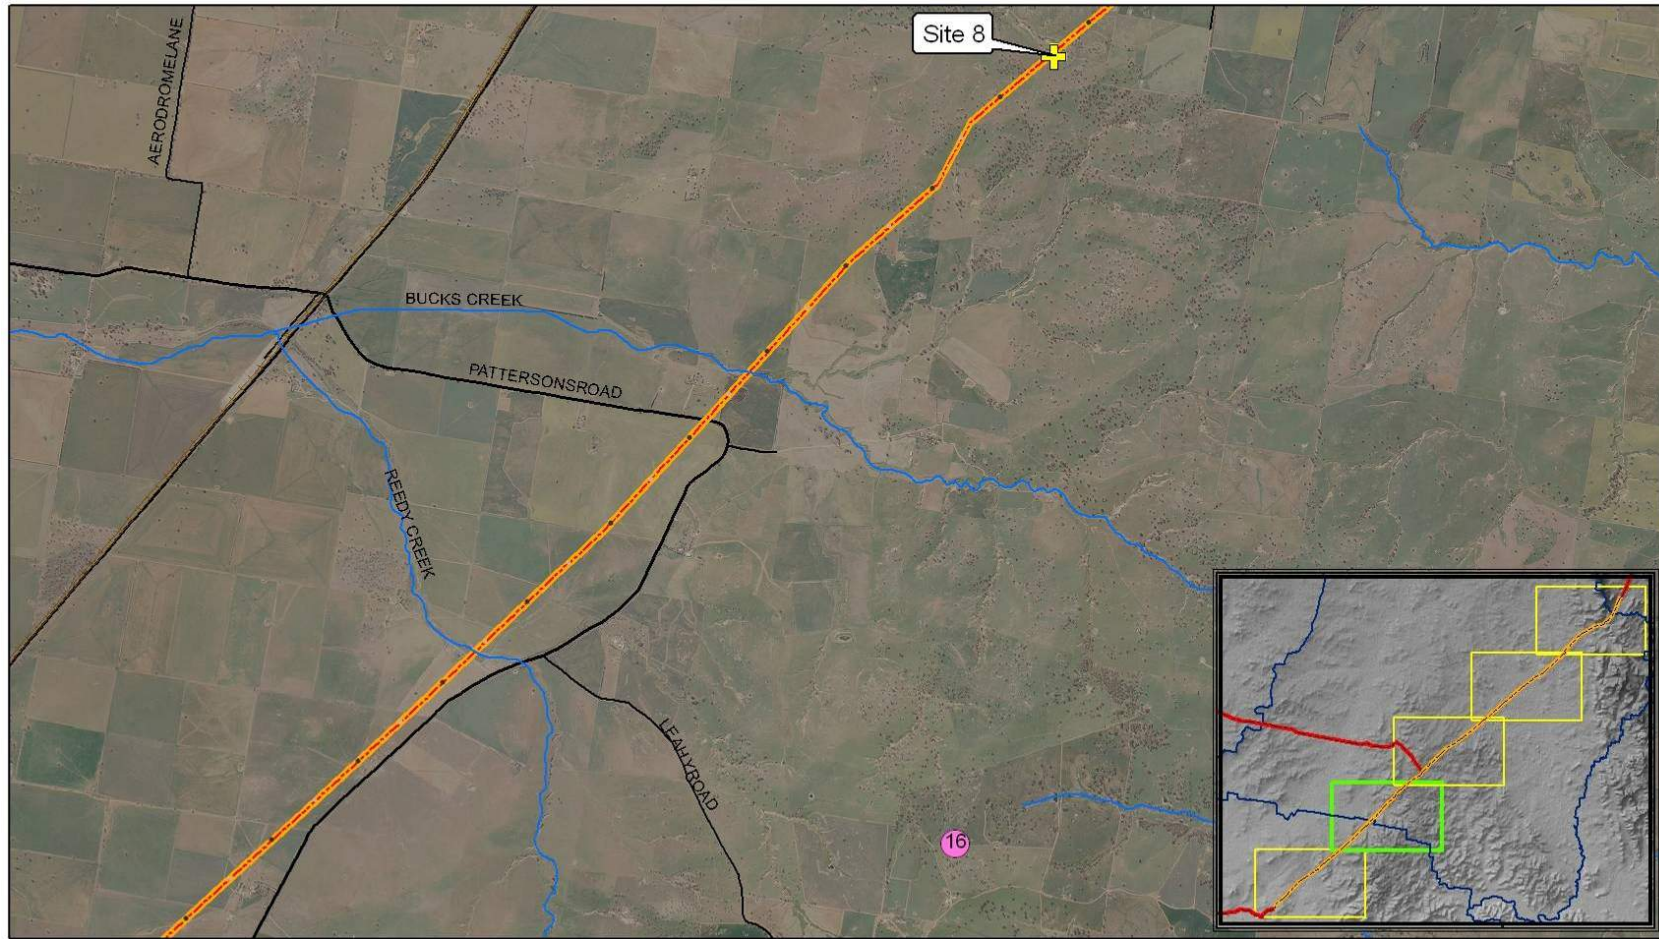 Site 8
AERODROMELANE
BUCKS CREEK
PATTERSONSROAD
REEDY CREEK
LEAHYROAD
16